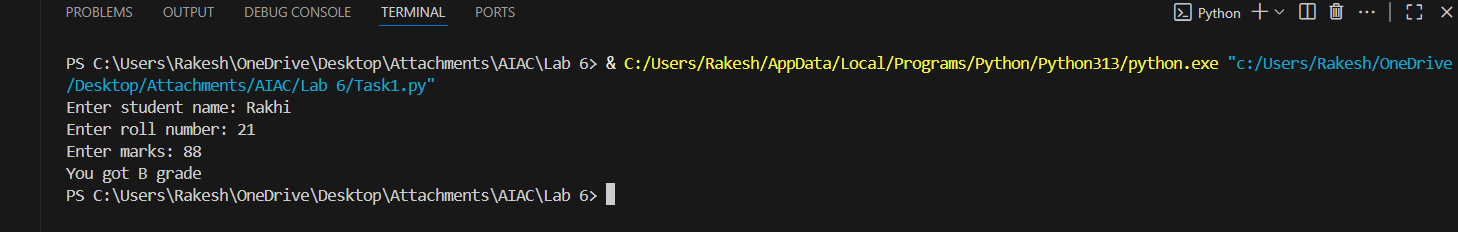 PROBLEMS OUTPUT DEBUG CONSOLE TERMINAL PORTS Python
PS C:\Users\Rakesh\OneDrive\Desktop\Attachments\AIAC\Lab 6> & C:/Users/Rakesh/AppData/Local/Programs/Python/Python313/python.exe "c:/Users/Rakesh/OneDrive
/Desktop/Attachments/AIAC/Lab 6/Task1.py"
Enter student name: Rakhi
Enter roll number: 21
Enter marks: 88
You got B grade
PS C:\Users\Rakesh\OneDrive\Desktop\Attachments\AIAC\Lab 6>